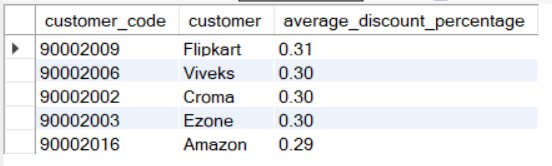 customer_code customer average_discount_percentage
90002009 Flipkart 0.31
90002006 Viveks 0.30
90002002 Croma 0.30
90002003 Ezone 0.30
90002016 Amazon 0.29